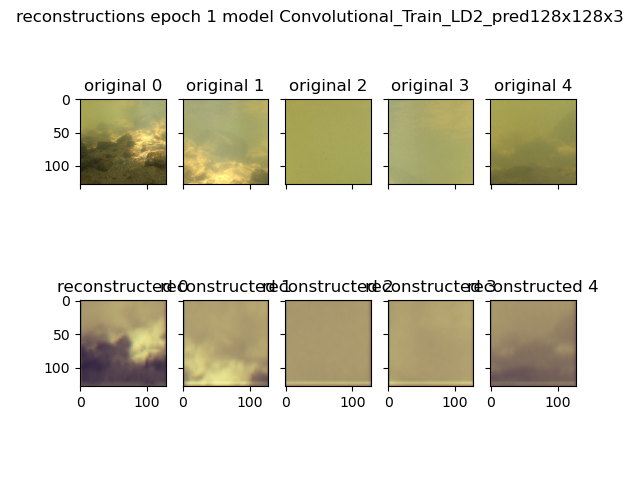 reconstructions epoch 1 model Convolutional_Train_LD2_pred128x128x3
original 0 original 1 original 2 original 3 original 4
0
50
100
reconstructed 0 reconstructed 1 reconstructed 2 reconstructed 3 reconstructed 4
0
50
100
0 100 0 100 0 100 0 100 0 100